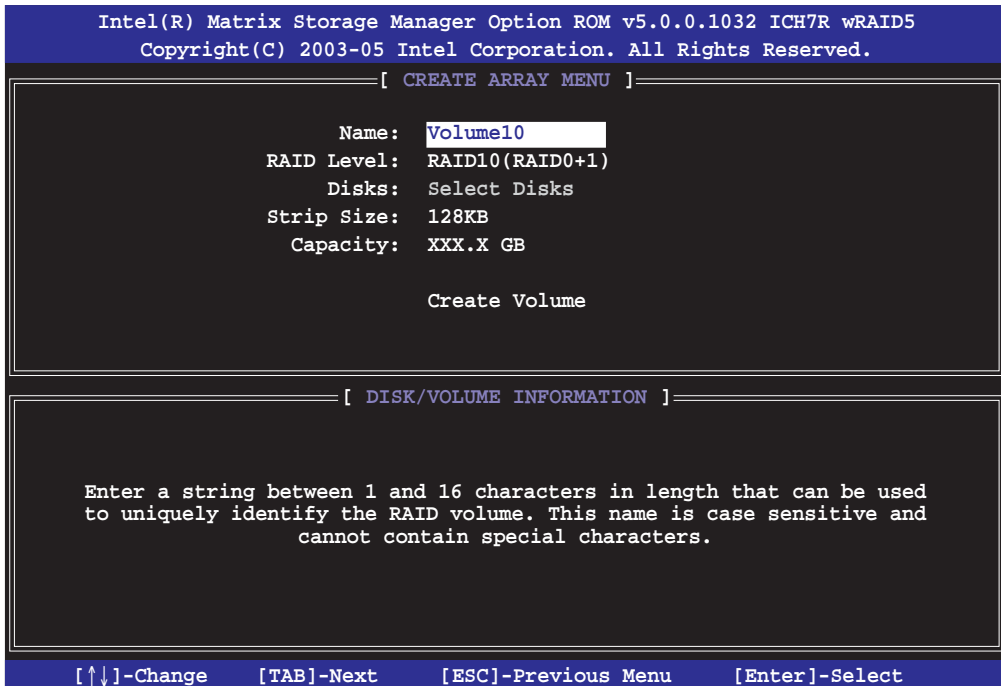 Intel(R) Matrix Storage Manager Option ROM v5.0.0.1032 ICH7R wRAID5
Copyright(C) 2003-05 Intel Corporation. All Rights Reserved.
[ CREATE ARRAY MENU ]
Name: Volume10
RAID Level: RAID10(RAID0+1)
Disks: Select Disks
Strip Size: 128KB
Capacity: XXX.X GB
Create Volume
[ DISK/VOLUME INFORMATION ]
Enter a string between 1 and 16 characters in length that can be used
to uniquely identify the RAID volume. This name is case sensitive and
cannot contain special characters.
[↑↓]-Change [TAB]-Next [ESC]-Previous Menu [Enter]-Select